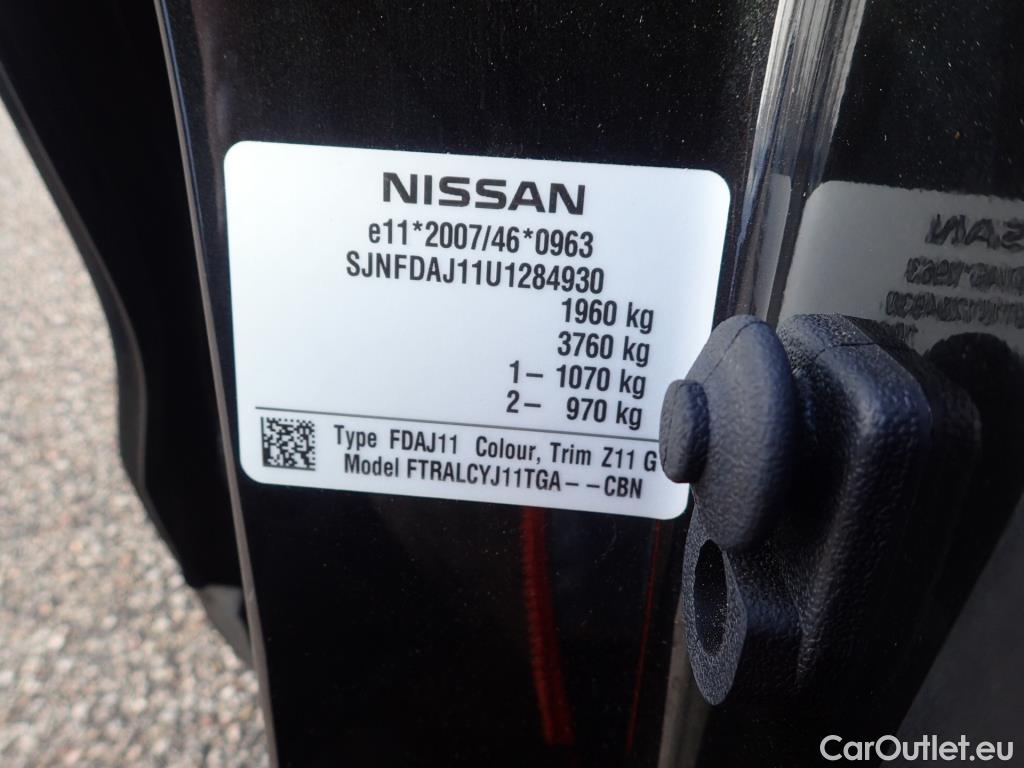 NISSAN
e11*2007/46*0963
SJNFDAJ11U1284930
1960 kg
3760 kg
1– 1070 kg
2– 970 kg
Type FDAJ11 Colour, Trim Z11 G
Model FTRALCYJ11TGA– –CBN
CarOutlet.eu